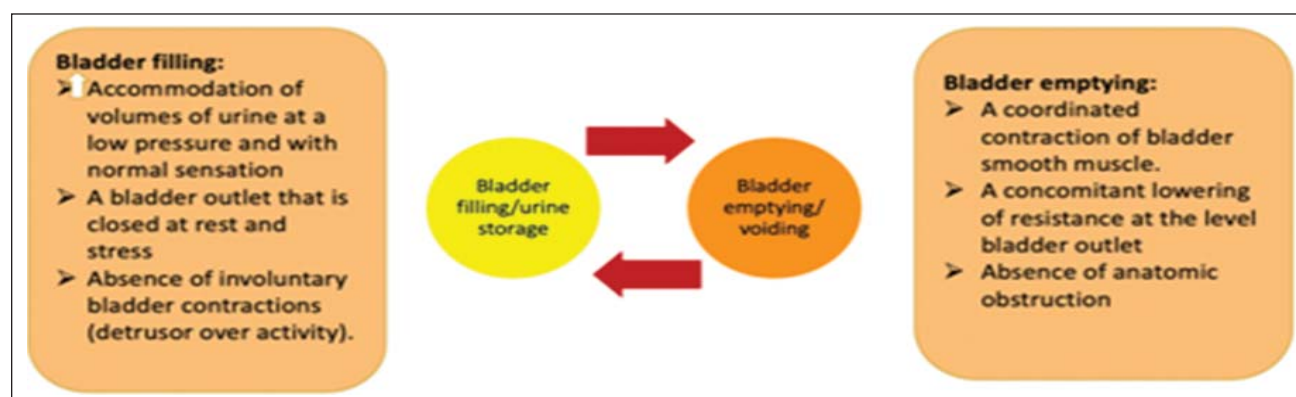 Bladder filling:
➤ Accommodation of
volumes of urine at a
low pressure and with
normal sensation
➤ A bladder outlet that is
closed at rest and
stress
➤ Absence of involuntary
bladder contractions
(detrusor over activity).
Bladder
filling/urine
storage
Bladder
emptying/
voiding
Bladder emptying:
➤ A coordinated
contraction of bladder
smooth muscle.
➤ A concomitant lowering
of resistance at the level
bladder outlet
➤ Absence of anatomic
obstruction